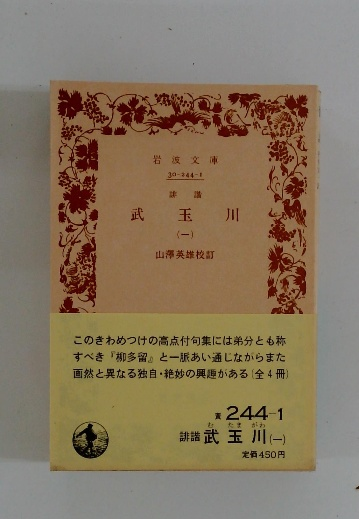 岩波文庫
30-244-1
誹諧
武玉川
(一)
山澤英雄校訂
このきわめつけの高点付句集には弟分とも称
すべき『柳多留』と一脈あい通じながらまた
画然と異なる独自・絶妙の興趣がある(全4冊)
黄 244-1
む たま がわ
誹諧 武玉川(一)
定価450円